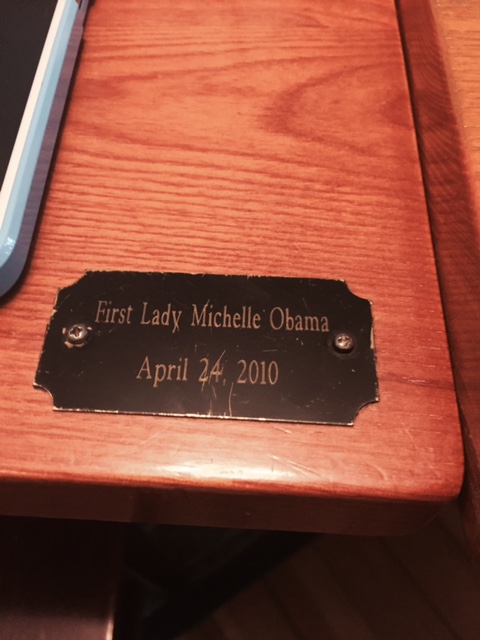 First Lady Michelle Obama
April 24, 2010